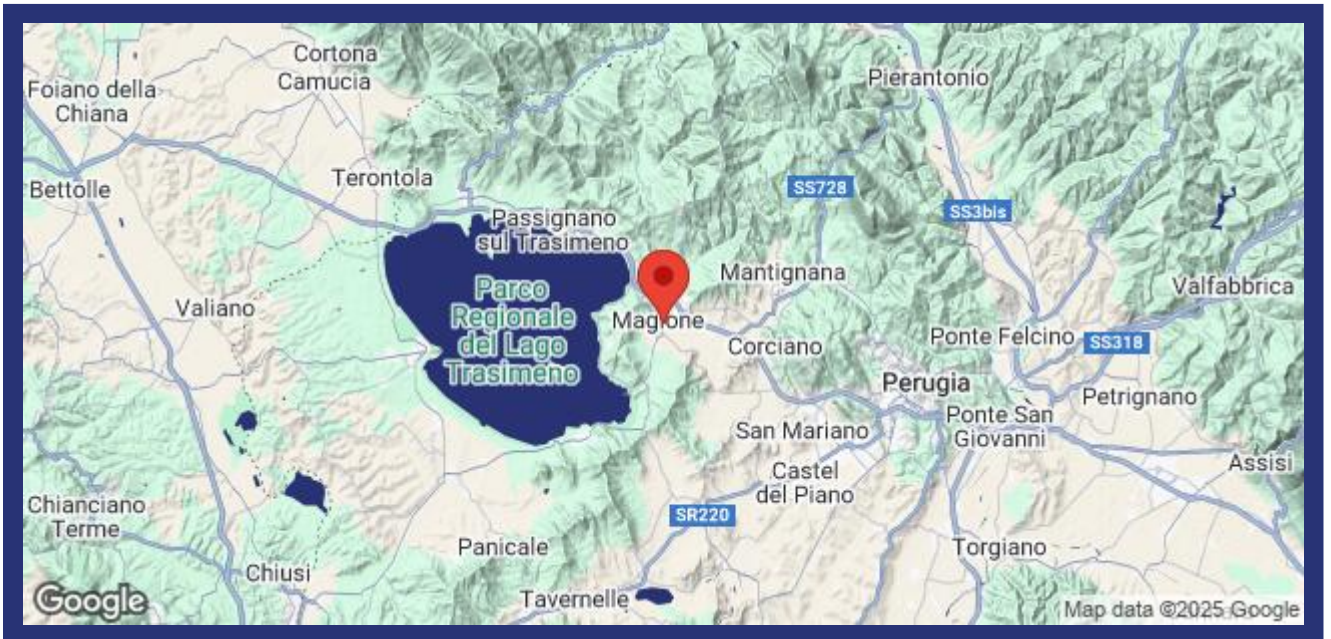 Cortona
Camucia
Foiano della
Chiana
Pierantonio
Bettolle
Terontola
SS728
SS3bis
Passignano
sul Trasimeno
Mantignana
Valfabbrica
Valiano
Parco
Regionale
del Lago
Trasimeno
Magione
Corciano
Ponte Felcino
SS318
Perugia
Petrignano
Ponte San
Giovanni
San Mariano
Assisi
Castel
del Piano
Chianciano
Terme
SR220
Panicale
Torgiano
Chiusi
Tavernelle
Google
Map data ©2025 Google